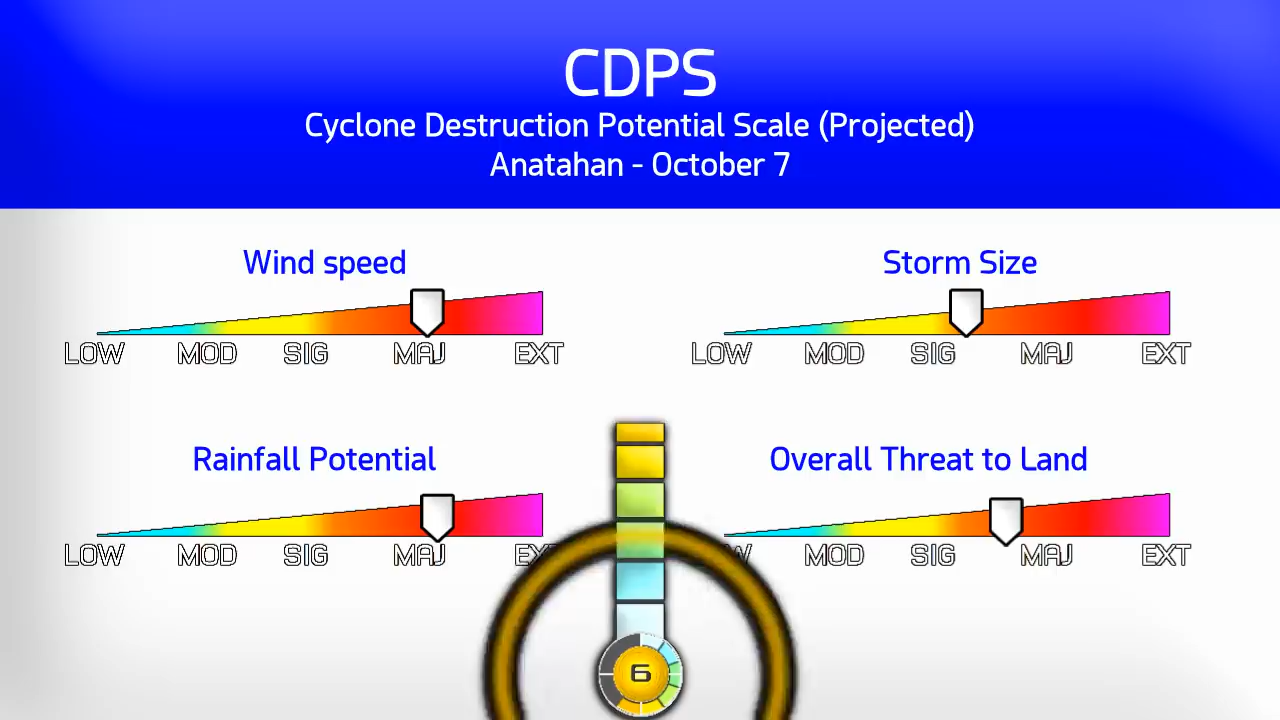 CDPS
Cyclone Destruction Potential Scale (Projected)
Anatahan - October 7
Wind speed
LOW MOD SIG MAJ EXT
Storm Size
LOW MOD SIG MAJ EXT
Rainfall Potential
LOW MOD SIG MAJ EXT
Overall Threat to Land
W MOD SIG MAJ EXT
6